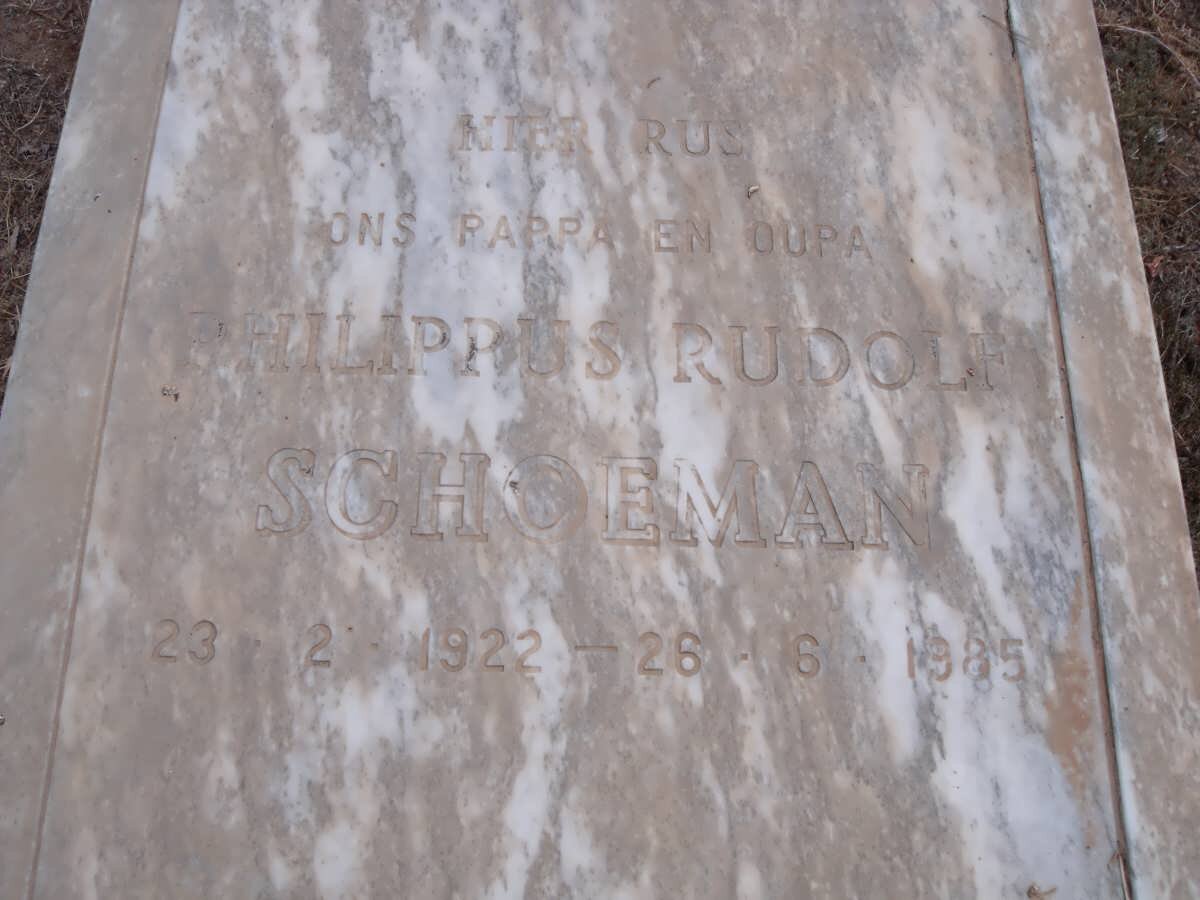 HIER RUS
ONS PAPPA EN OUPA
PHILIPPUS RUDOLF
SCHOEMAN
23 · 2 · 1922 — 26 · 6 · 1985